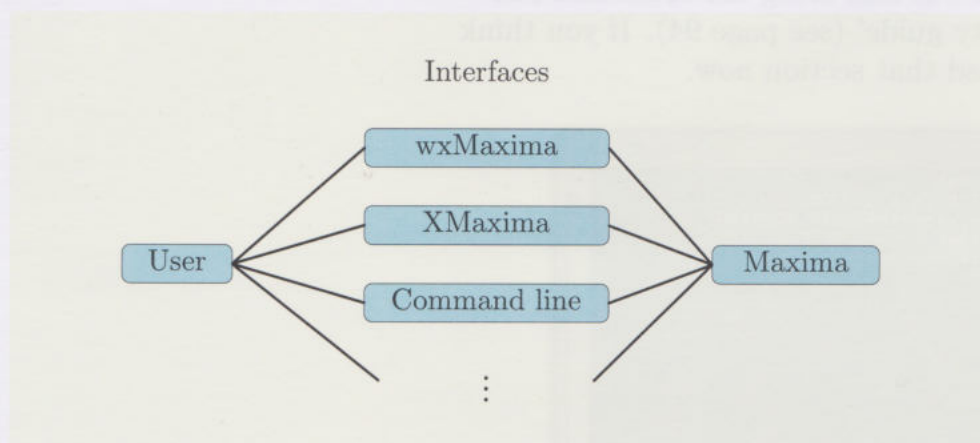 Interfaces
wxMaxima
XMaxima
User
Maxima
Command line
⋮